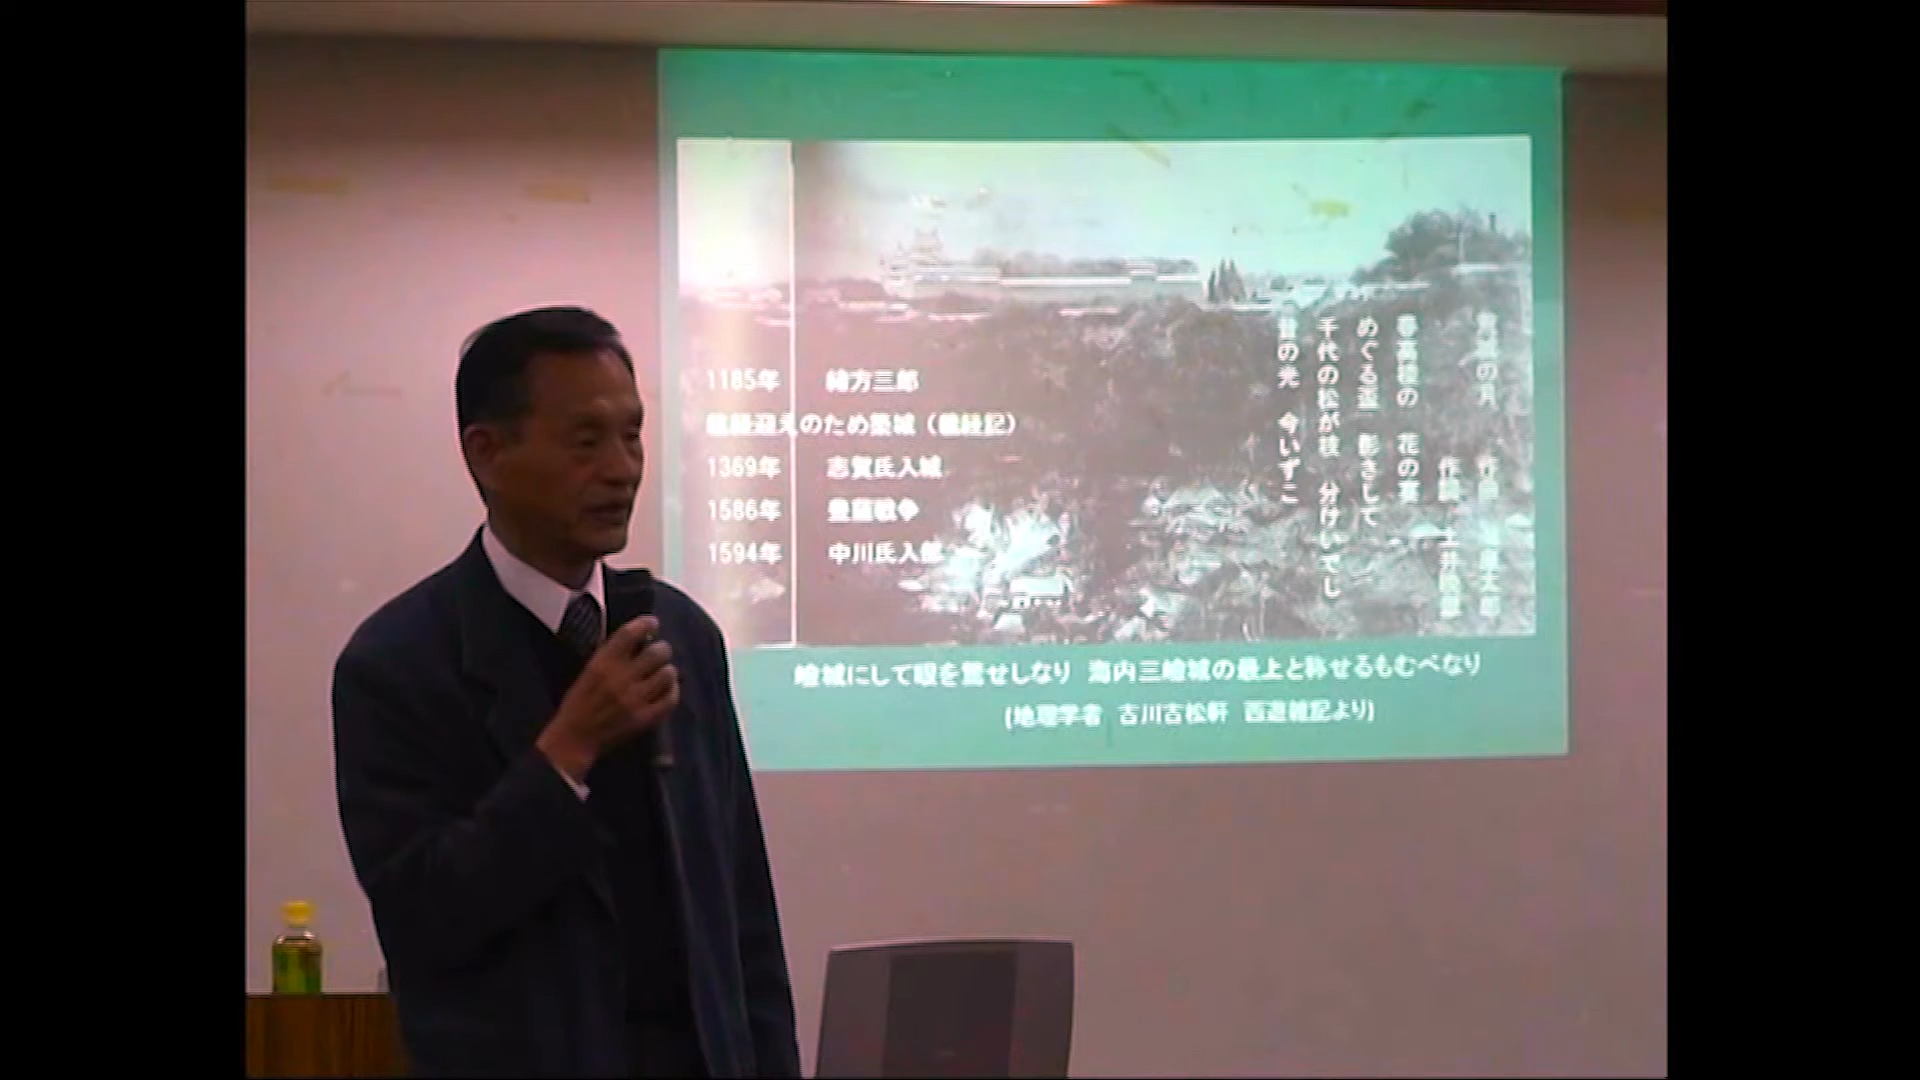 荒城の月
作曲 太郎
作詞 土井晩翠
春高楼の 花の宴
めぐる盃 影さして
千代の松が枝 分けいでし
昔の光 今いずこ
1185年 緒方三郎
義経迎えのため築城（義経記）
1369年 志賀氏入城
1586年 豊薩戦争
1594年 中川氏入部
嶮城にして暇を驚せしなり 海内三嶮城の最上と称せるもむべなり
(地理学者 古川古松軒 西遊雑記より)